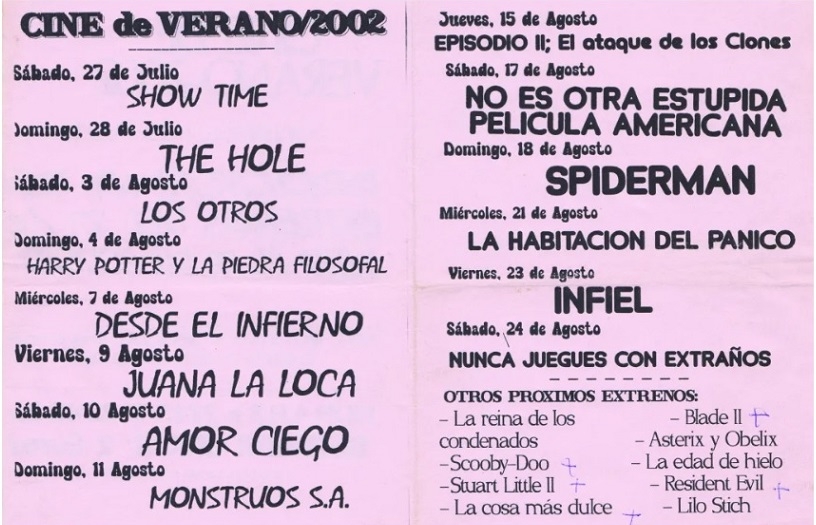 CINE de VERANO/2002
Sábado, 27 de Julio
SHOW TIME
Domingo, 28 de Julio
THE HOLE
Sábado, 3 de Agosto
LOS OTROS
Domingo, 4 de Agosto
HARRY POTTER Y LA PIEDRA FILOSOFAL
Miércoles, 7 de Agosto
DESDE EL INFIERNO
Viernes, 9 Agosto
JUANA LA LOCA
Sábado, 10 Agosto
AMOR CIEGO
Domingo, 11 Agosto
MONSTRUOS S.A.
Jueves, 15 de Agosto
EPISODIO II; El ataque de los Clones
Sábado, 17 de Agosto
NO ES OTRA ESTUPIDA
PELICULA AMERICANA
Domingo, 18 de Agosto
SPIDERMAN
Miércoles, 21 de Agosto
LA HABITACION DEL PANICO
Viernes, 23 de Agosto
INFIEL
Sábado, 24 de Agosto
NUNCA JUEGUES CON EXTRAÑOS
OTROS PROXIMOS EXTRENOS:
- La reina de los
condenados
-Scooby-Doo
-Stuart Little II
- La cosa más dulce
- Blade II
- Asterix y Obelix
- La edad de hielo
- Resident Evil
- Lilo Stich